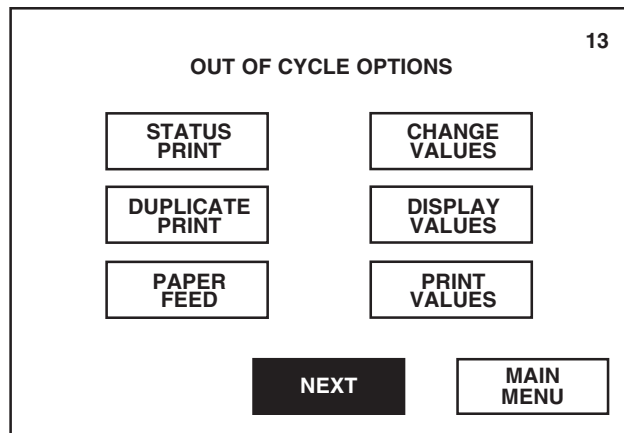 13
OUT OF CYCLE OPTIONS
STATUS
PRINT
CHANGE
VALUES
DUPLICATE
PRINT
DISPLAY
VALUES
PAPER
FEED
PRINT
VALUES
NEXT
MAIN
MENU